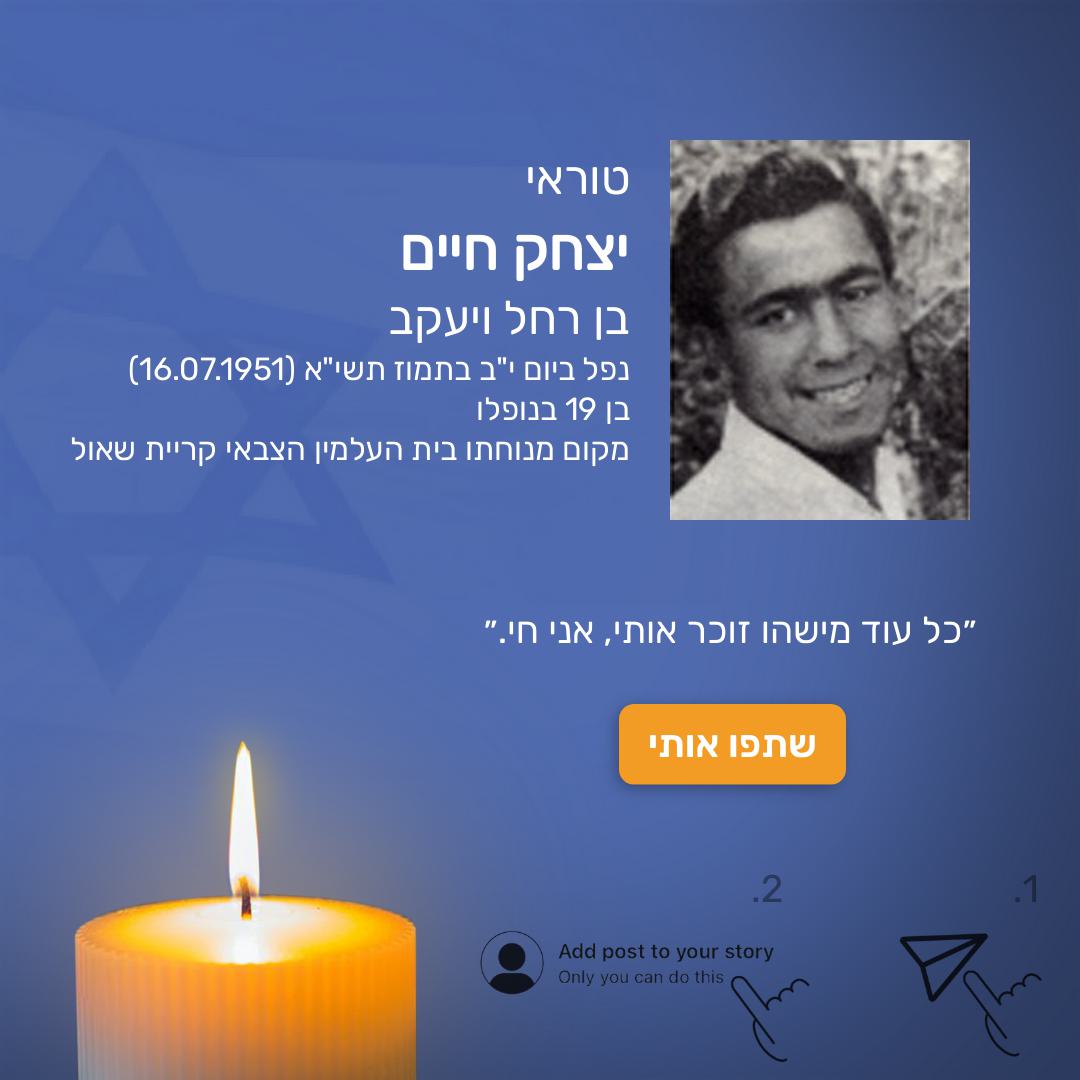 טוראי
יצחק חיים
בן רחל ויעקב
נפל ביום י"ב בתמוז תשי"א (16.07.1951)
בן 19 בנופלו
מקום מנוחתו בית העלמין הצבאי קריית שאול
״כל עוד מישהו זוכר אותי, אני חי.״
שתפו אותי
1.
2.
Add post to your story
Only you can do this